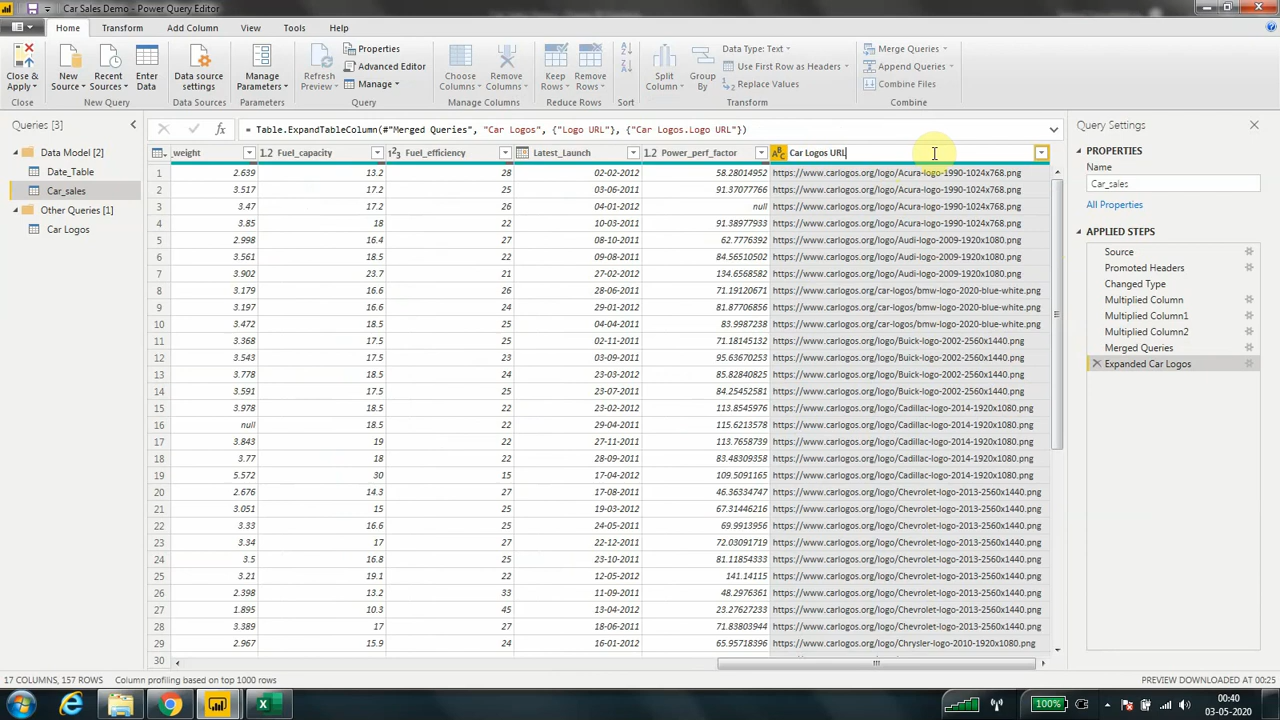 Car Sales Demo - Power Query Editor
Home Transform Add Column View Tools Help
Close & Apply New Source Recent Sources Enter Data Data source settings Manage Parameters Refresh Preview Properties Advanced Editor Manage Choose Columns Remove Columns Keep Rows Remove Rows Split Column Group By Data Type: Text Use First Row as Headers Replace Values Merge Queries Append Queries Combine Files
Close New Query Data Sources Parameters Query Manage Columns Reduce Rows Sort Transform Combine
Queries [3]
Data Model [2]
Date_Table
Car_sales
Other Queries [1]
Car Logos
= Table.ExpandTableColumn(#"Merged Queries", "Car Logos", {"Logo URL"}, {"Car Logos.Logo URL"})
_weight 1.2 Fuel_capacity 1²3 Fuel_efficiency Latest_Launch 1.2 Power_perf_factor ABC Car Logos URL
1 2.639 13.2 28 02-02-2012 58.28014952 https://www.carlogos.org/logo/Acura-logo-1990-1024x768.png
2 3.517 17.2 25 03-06-2011 91.37077766 https://www.carlogos.org/logo/Acura-logo-1990-1024x768.png
3 3.47 17.2 26 04-01-2012 null https://www.carlogos.org/logo/Acura-logo-1990-1024x768.png
4 3.85 18 22 10-03-2011 91.38977933 https://www.carlogos.org/logo/Acura-logo-1990-1024x768.png
5 2.998 16.4 27 08-10-2011 62.7776392 https://www.carlogos.org/logo/Audi-logo-2009-1920x1080.png
6 3.561 18.5 22 09-08-2011 84.56510502 https://www.carlogos.org/logo/Audi-logo-2009-1920x1080.png
7 3.902 23.7 21 27-02-2012 134.6568582 https://www.carlogos.org/logo/Audi-logo-2009-1920x1080.png
8 3.179 16.6 26 28-06-2011 71.19120671 https://www.carlogos.org/car-logos/bmw-logo-2020-blue-white.png
9 3.197 16.6 24 29-01-2012 81.87706856 https://www.carlogos.org/car-logos/bmw-logo-2020-blue-white.png
10 3.472 18.5 25 04-04-2011 83.9987238 https://www.carlogos.org/car-logos/bmw-logo-2020-blue-white.png
11 3.368 17.5 25 02-11-2011 71.18145132 https://www.carlogos.org/logo/Buick-logo-2002-2560x1440.png
12 3.543 17.5 23 03-09-2011 95.63670253 https://www.carlogos.org/logo/Buick-logo-2002-2560x1440.png
13 3.778 18.5 24 23-03-2012 85.82840825 https://www.carlogos.org/logo/Buick-logo-2002-2560x1440.png
14 3.591 17.5 25 23-07-2011 84.25452581 https://www.carlogos.org/logo/Buick-logo-2002-2560x1440.png
15 3.978 18.5 22 23-02-2012 113.8545976 https://www.carlogos.org/logo/Cadillac-logo-2014-1920x1080.png
16 null 18.5 22 29-04-2011 115.6213578 https://www.carlogos.org/logo/Cadillac-logo-2014-1920x1080.png
17 3.843 19 22 27-11-2011 113.7658739 https://www.carlogos.org/logo/Cadillac-logo-2014-1920x1080.png
18 3.77 18 22 28-09-2011 83.48309358 https://www.carlogos.org/logo/Cadillac-logo-2014-1920x1080.png
19 5.572 30 15 17-04-2012 109.5091165 https://www.carlogos.org/logo/Cadillac-logo-2014-1920x1080.png
20 2.676 14.3 27 17-08-2011 46.36334747 https://www.carlogos.org/logo/Chevrolet-logo-2013-2560x1440.png
21 3.051 15 25 19-03-2011 67.31446216 https://www.carlogos.org/logo/Chevrolet-logo-2013-2560x1440.png
22 3.33 16.6 25 24-05-2011 69.9913956 https://www.carlogos.org/logo/Chevrolet-logo-2013-2560x1440.png
23 3.34 17 27 22-12-2011 72.03091719 https://www.carlogos.org/logo/Chevrolet-logo-2013-2560x1440.png
24 3.5 16.8 25 23-10-2011 81.11854333 https://www.carlogos.org/logo/Chevrolet-logo-2013-2560x1440.png
25 3.21 19.1 22 12-05-2012 141.14115 https://www.carlogos.org/logo/Chevrolet-logo-2013-2560x1440.png
26 2.398 13.2 33 11-09-2011 48.2976361 https://www.carlogos.org/logo/Chevrolet-logo-2013-2560x1440.png
27 1.895 10.3 45 13-04-2012 23.27627233 https://www.carlogos.org/logo/Chevrolet-logo-2013-2560x1440.png
28 3.389 17 27 18-06-2011 71.83803944 https://www.carlogos.org/logo/Chevrolet-logo-2013-2560x1440.png
29 2.967 15.9 24 16-01-2012 65.95718396 https://www.carlogos.org/logo/Chrysler-logo-2010-1920x1080.png
30
Query Settings
PROPERTIES
Name
Car_sales
All Properties
APPLIED STEPS
Source
Promoted Headers
Changed Type
Multiplied Column
Multiplied Column1
Multiplied Column2
Merged Queries
Expanded Car Logos
17 COLUMNS, 157 ROWS Column profiling based on top 1000 rows PREVIEW DOWNLOADED AT 00:25
100% 00:40
03-05-2020